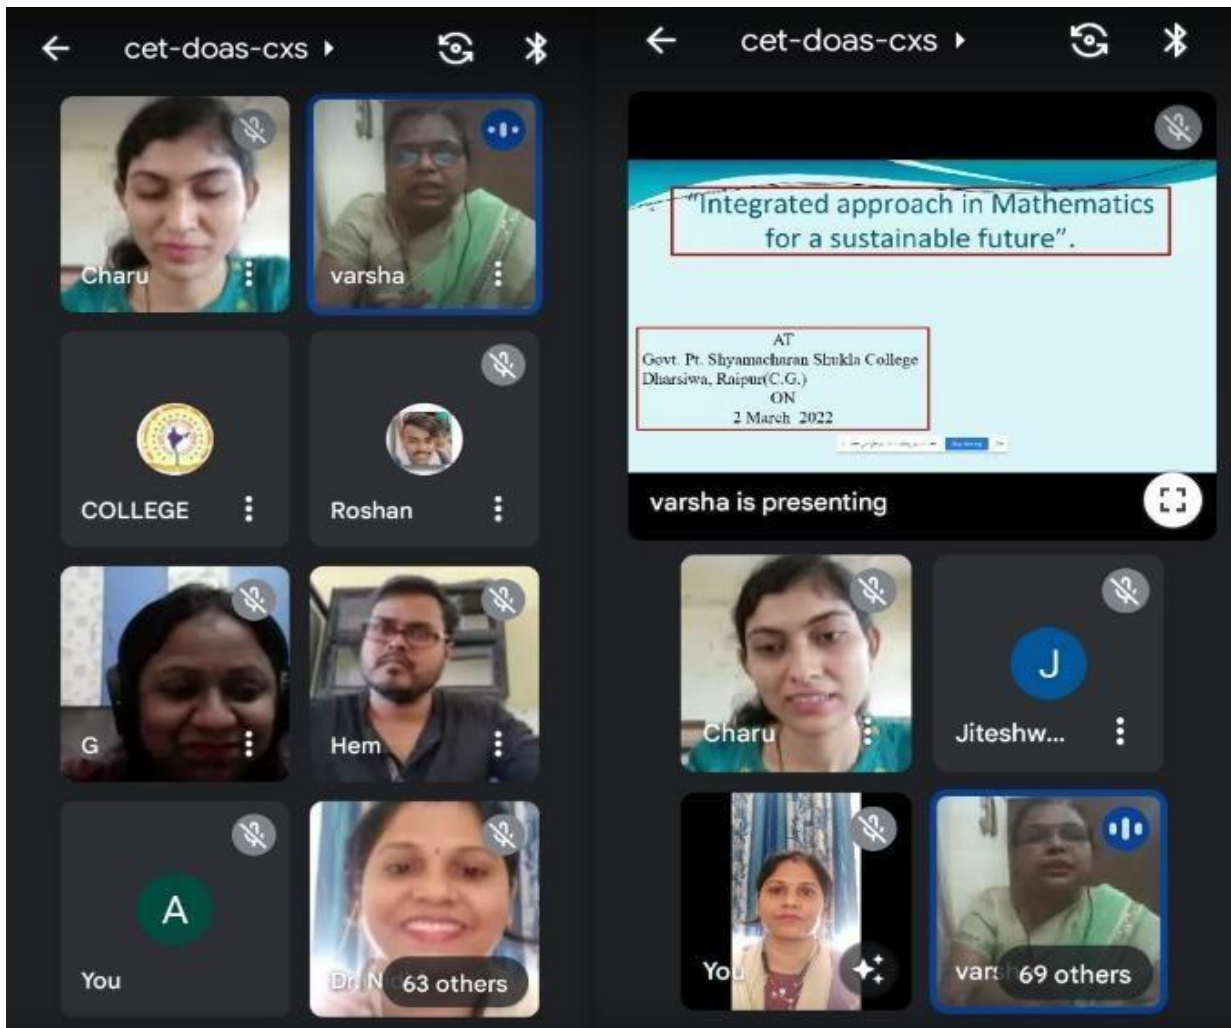 cet-doas-cxs
Charu
varsha
COLLEGE
Roshan
G
Hem
A
You
Dr. N
63 others
cet-doas-cxs
"Integrated approach in Mathematics
for a sustainable future".
AT
Govt. Pt. Shyamacharan Shukla College
Dharsiwa, Raipur(C.G.)
ON
2 March 2022
varsha is presenting
Charu
J
Jiteshw...
You
vars
69 others